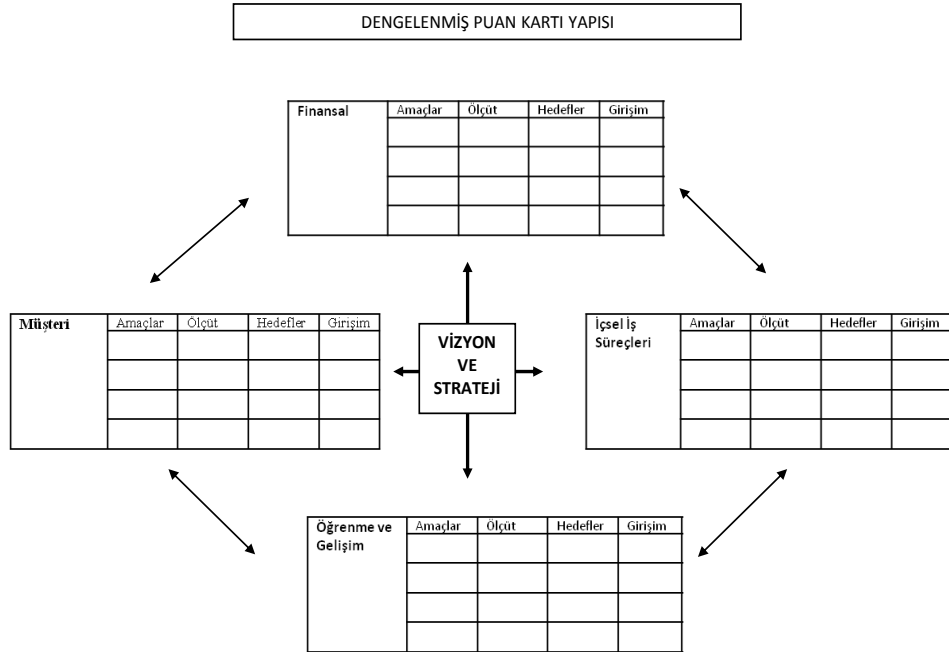 DENGELENMİŞ PUAN KARTI YAPISI
Finansal Amaçlar Ölçüt Hedefler Girişim
Müşteri Amaçlar Ölçüt Hedefler Girişim
VİZYON
VE
STRATEJİ
İçsel İş Amaçlar Ölçüt Hedefler Girişim
Süreçleri
Öğrenme ve Amaçlar Ölçüt Hedefler Girişim
Gelişim